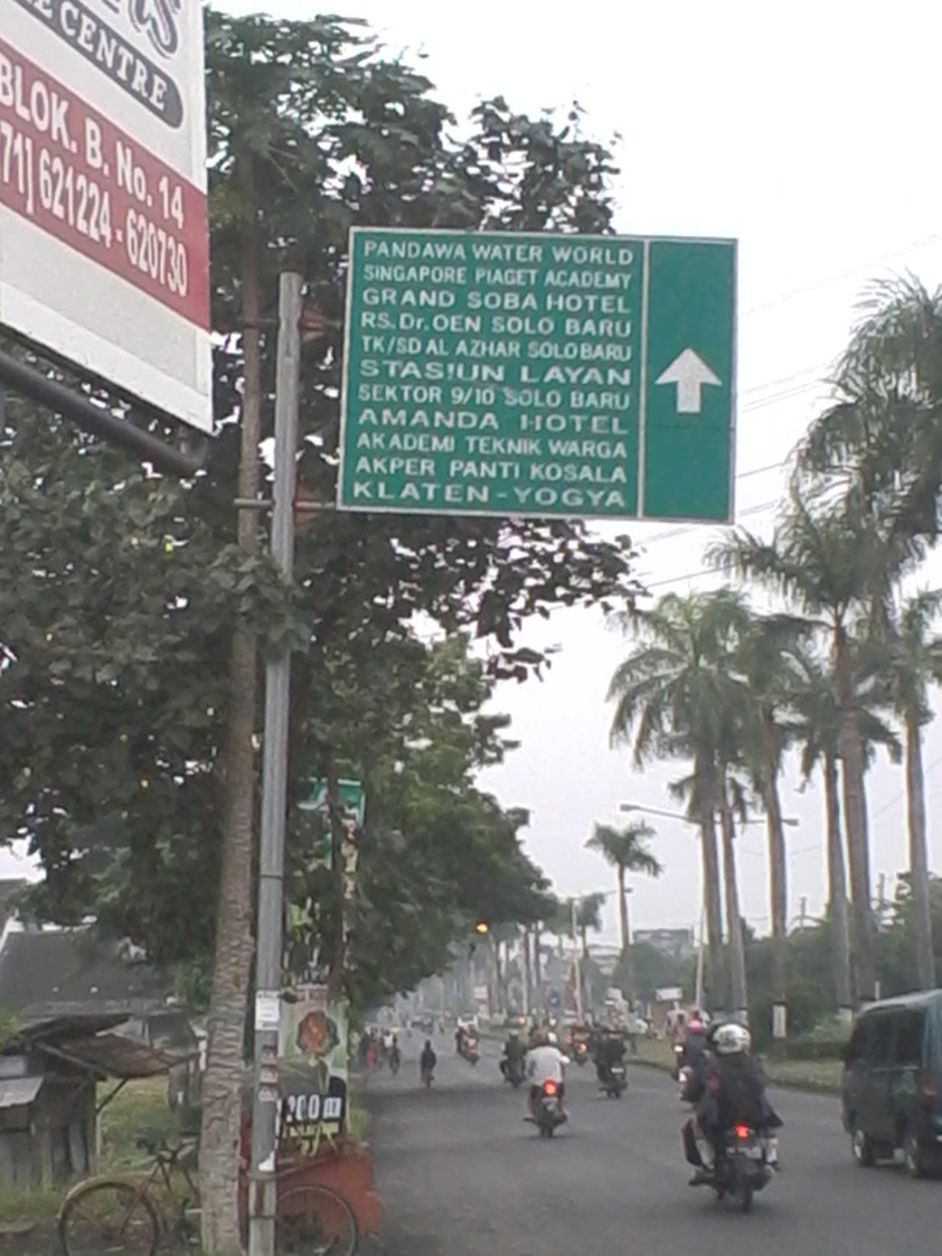 CENTRE
BLOK. B. No. 14
71] 621224 - 620730
PANDAWA WATER WORLD
SINGAPORE PIAGET ACADEMY
GRAND SOBA HOTEL
RS. Dr. OEN SOLO BARU
TK/SD AL AZHAR SOLO BARU
STASIUN LAYAN
SEKTOR 9/10 SOLO BARU
AMANDA HOTEL
AKADEMI TEKNIK WARGA
AKPER PANTI KOSALA
KLATEN - YOGYA
200